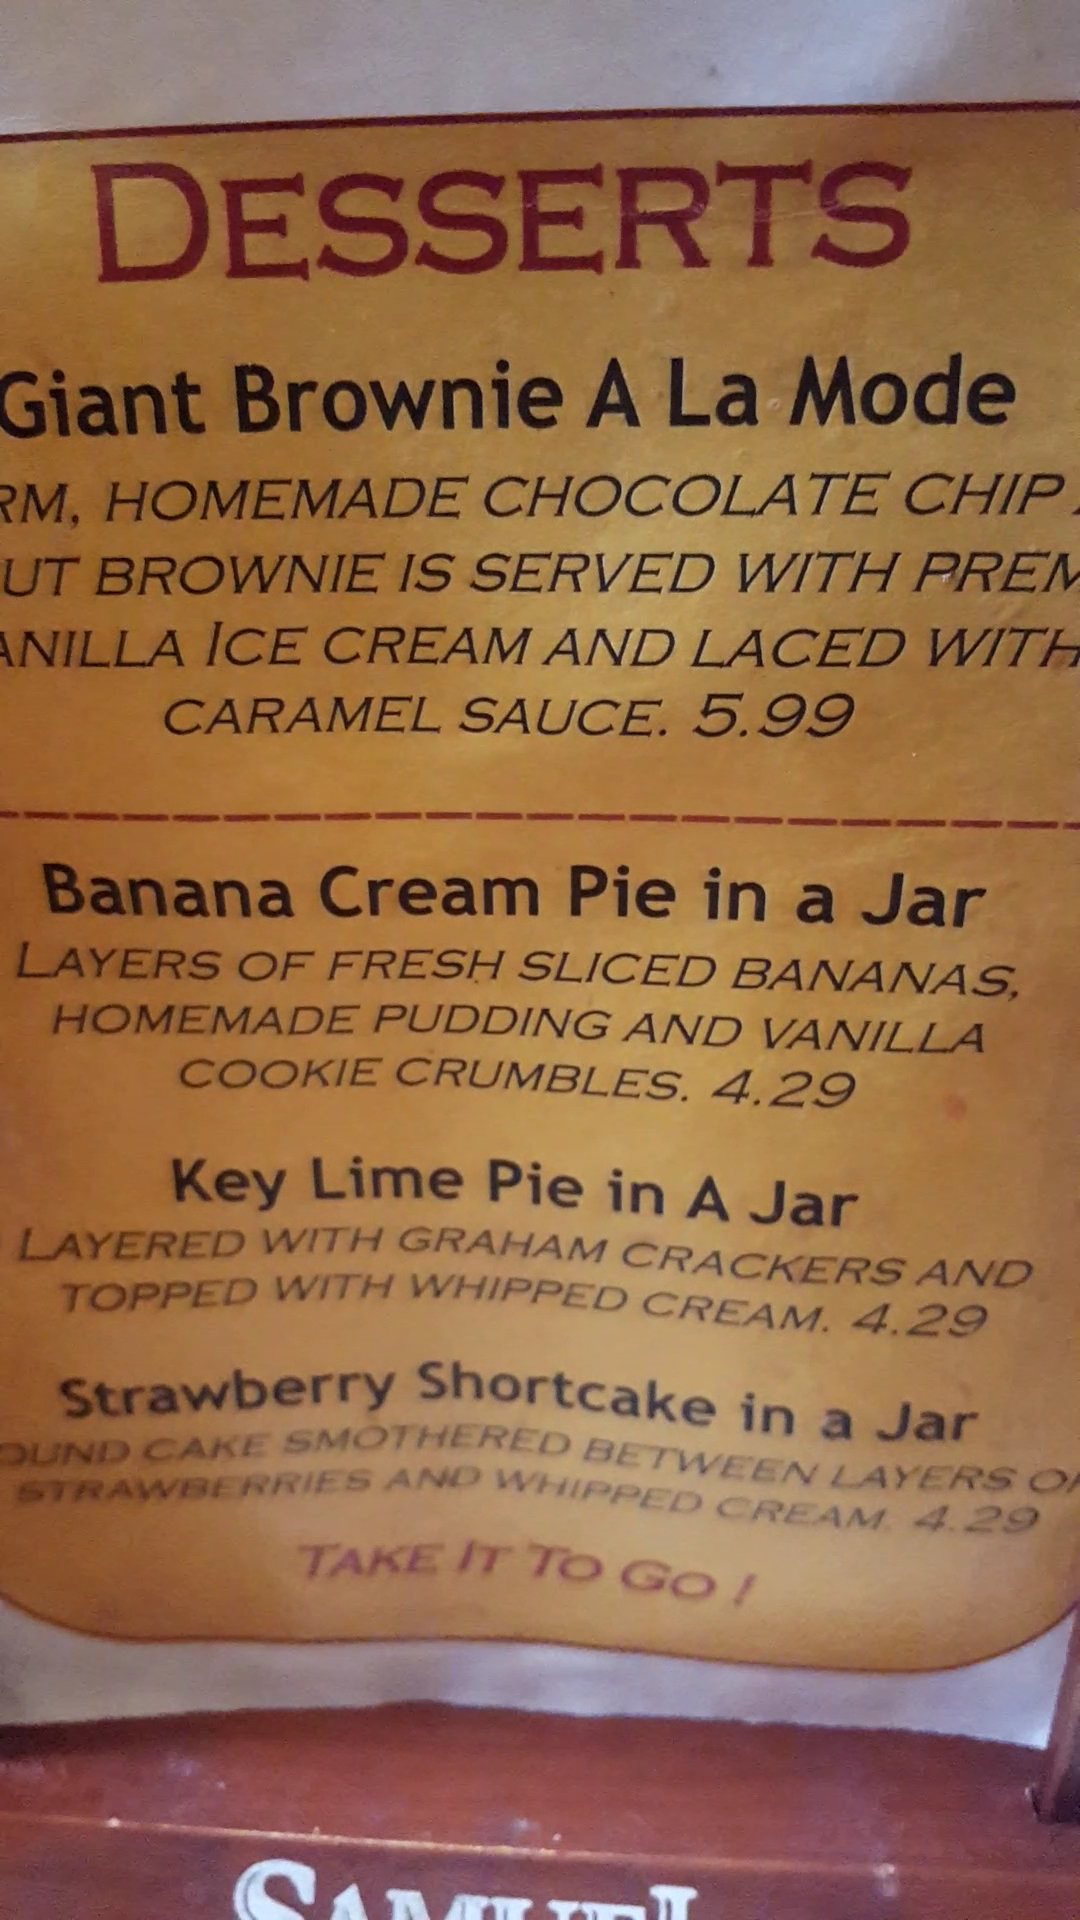 DESSERTS
Giant Brownie A La Mode
RM, HOMEMADE CHOCOLATE CHIP
UT BROWNIE IS SERVED WITH PREM
ANILLA ICE CREAM AND LACED WITH
CARAMEL SAUCE. 5.99
Banana Cream Pie in a Jar
LAYERS OF FRESH SLICED BANANAS,
HOMEMADE PUDDING AND VANILLA
COOKIE CRUMBLES. 4.29
Key Lime Pie in A Jar
LAYERED WITH GRAHAM CRACKERS AND
TOPPED WITH WHIPPED CREAM. 4.29
Strawberry Shortcake in a Jar
OUND CAKE SMOTHERED BETWEEN LAYERS OF
STRAWBERRIES AND WHIPPED CREAM. 4.29
TAKE IT TO GO !
SAMUEL